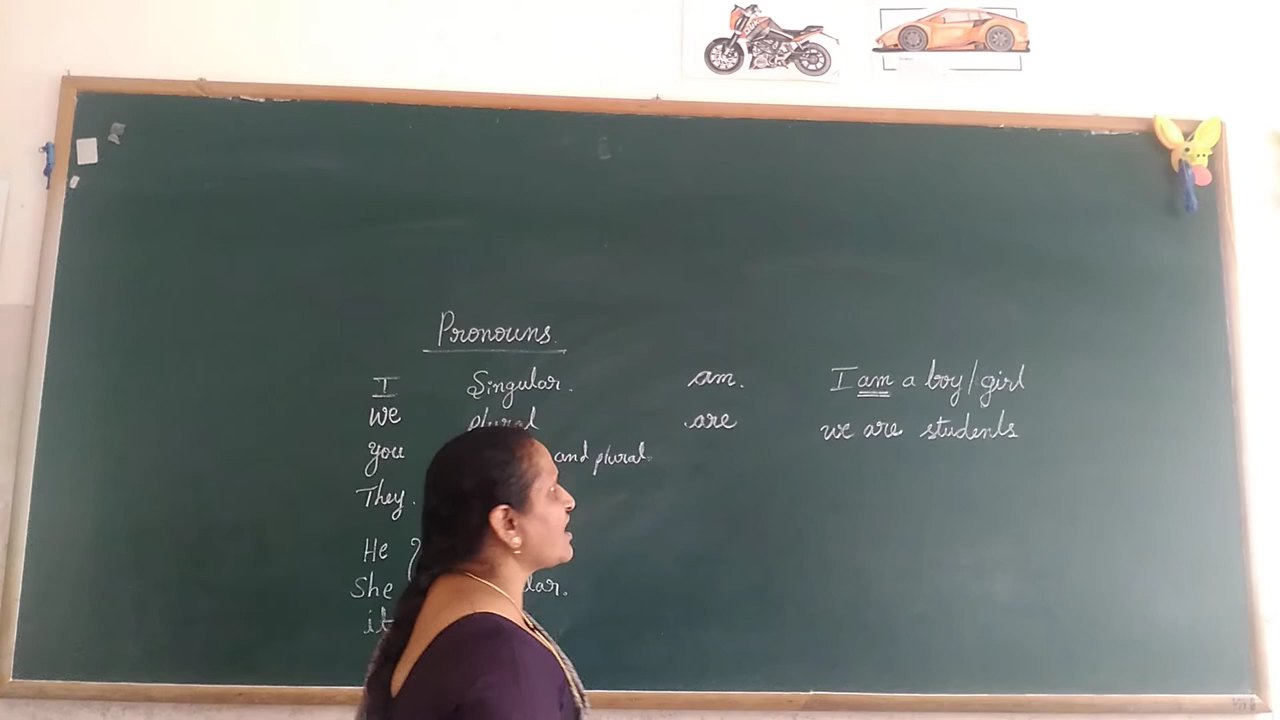 Pronouns.
I Singular. am. I am a boy/girl
we plural are we are students
you and plural.
They.
He
She
it